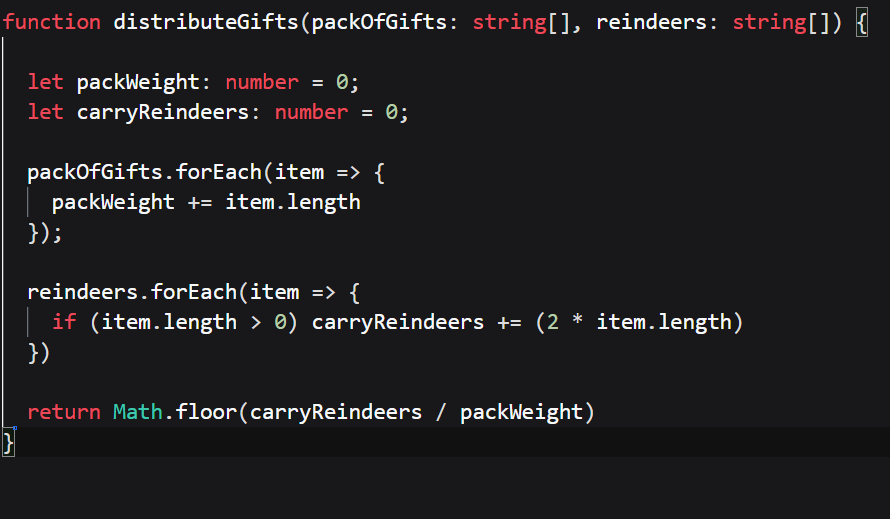 function distributeGifts(packOfGifts: string[], reindeers: string[]) {
let packWeight: number = 0;
let carryReindeers: number = 0;
packOfGifts.forEach(item => {
packWeight += item.length
});
reindeers.forEach(item => {
if (item.length > 0) carryReindeers += (2 * item.length)
})
return Math.floor(carryReindeers / packWeight)
}